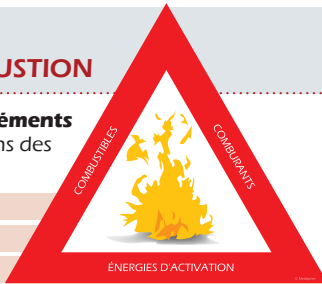 USTION
éments
ns des
COMBUSTIBLES
COMBURANTS
ÉNERGIES D'ACTIVATION